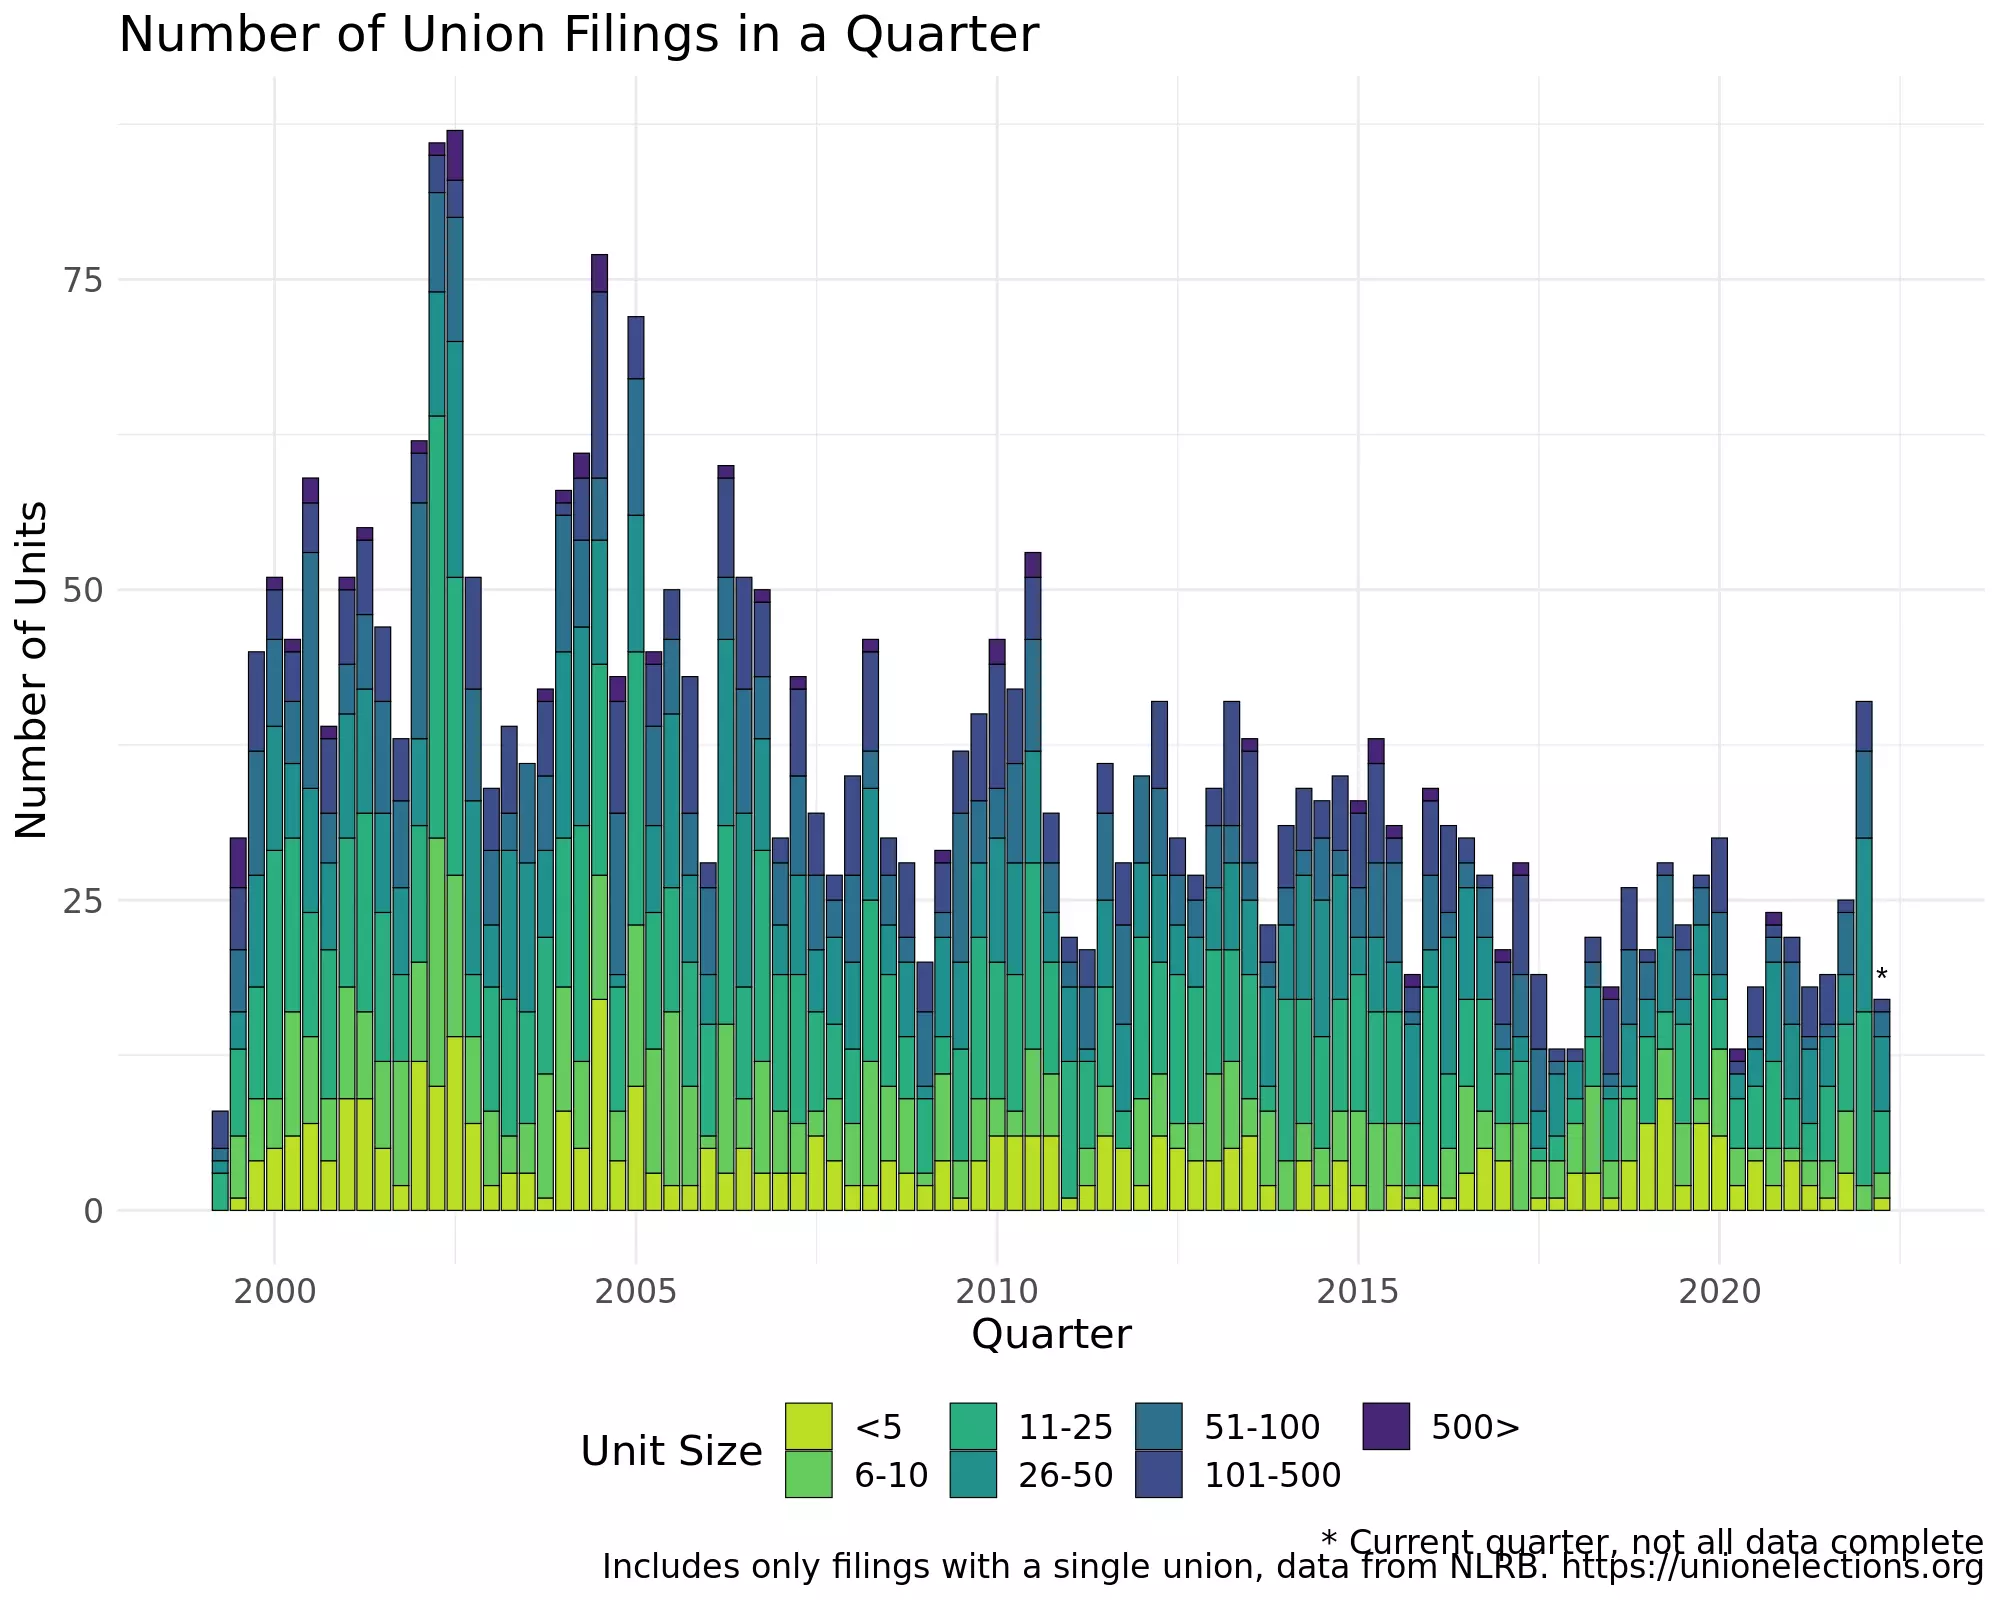 Number of Union Filings in a Quarter
Number of Units
75
50
25
0
*
2000 2005 2010 2015 2020
Quarter
Unit Size
<5 11-25 51-100 500>
6-10 26-50 101-500
* Current quarter, not all data complete
Includes only filings with a single union, data from NLRB. https://unionelections.org